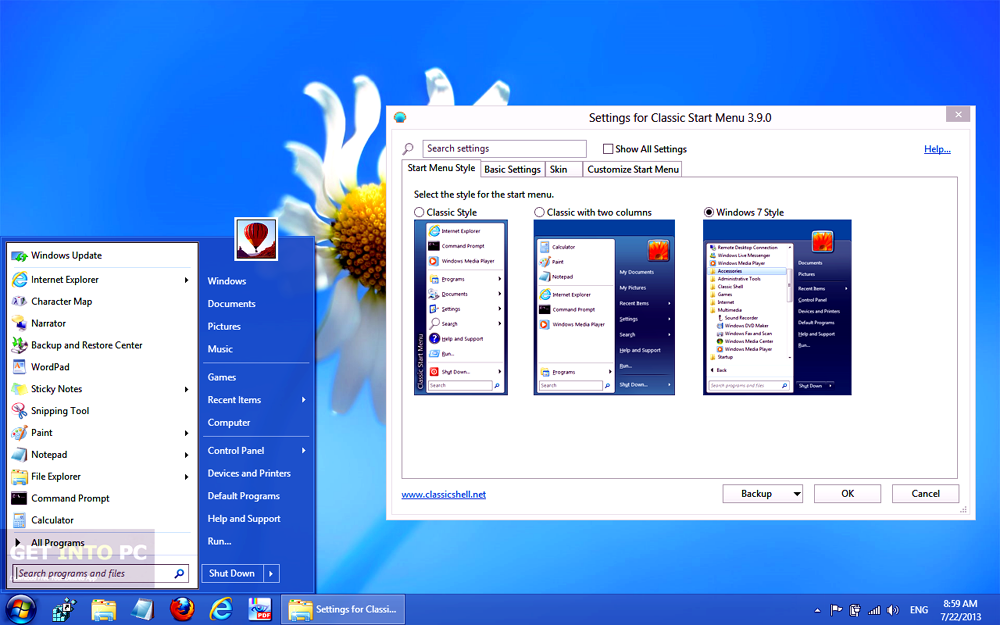 Settings for Classic Start Menu 3.9.0
Search settings
Show All Settings
Help...
Start Menu Style
Basic Settings
Skin
Customize Start Menu
Select the style for the start menu.
Classic Style
Classic with two columns
Windows 7 Style
Internet Explorer
Command Prompt
Windows Media Player
Programs
Documents
Settings
Search
Help and Support
Run...
Shut Down...
Search
Classic Start Menu
Calculator
Paint
Notepad
Internet Explorer
Command Prompt
Windows Media Player
Programs
Search
My Documents
My Pictures
Recent Items
Settings
Search
Help and Support
Run...
Shut Down...
Remote Desktop Connection
Windows Live Messenger
Windows Media Player
Accessories
Administrative Tools
Classic Shell
Games
Internet
Multimedia
Sound Recorder
Windows DVD Maker
Windows Fax and Scan
Windows Media Center
Windows Media Player
Startup
Back
Search programs and files
Documents
Pictures
Recent Items
Control Panel
Devices and Printers
Default Programs
Help and Support
Run...
Shut Down
www.classicshell.net
Backup
OK
Cancel
Windows Update
Internet Explorer
Character Map
Narrator
Backup and Restore Center
WordPad
Sticky Notes
Snipping Tool
Paint
Notepad
File Explorer
Command Prompt
Calculator
All Programs
GET INTO PC
Search programs and files
Windows
Documents
Pictures
Music
Games
Recent Items
Computer
Control Panel
Devices and Printers
Default Programs
Help and Support
Run...
Shut Down
PDF
Settings for Classi...
ENG
8:59 AM
7/22/2013